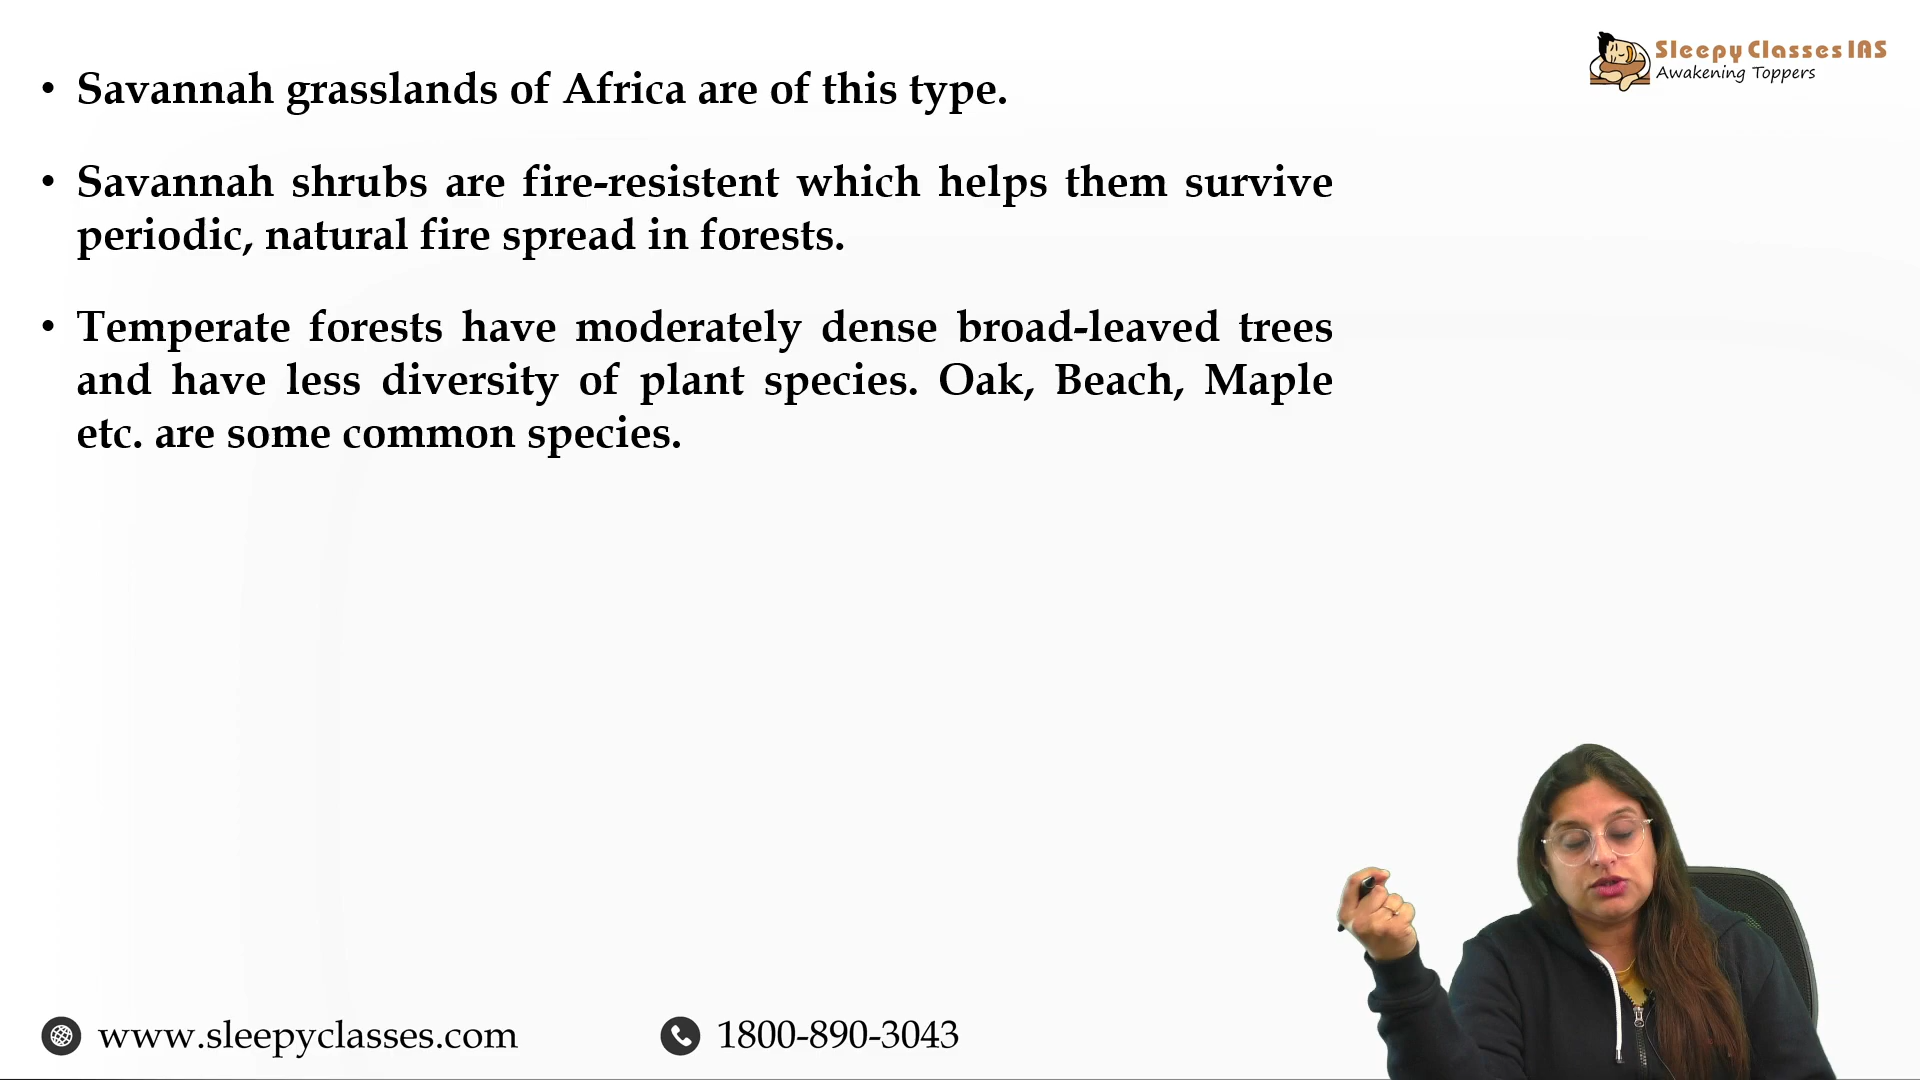 Sleepy Classes IAS
Awakening Toppers
• Savannah grasslands of Africa are of this type.
• Savannah shrubs are fire-resistent which helps them survive
periodic, natural fire spread in forests.
• Temperate forests have moderately dense broad-leaved trees
and have less diversity of plant species. Oak, Beach, Maple
etc. are some common species.
www.sleepyclasses.com
1800-890-3043